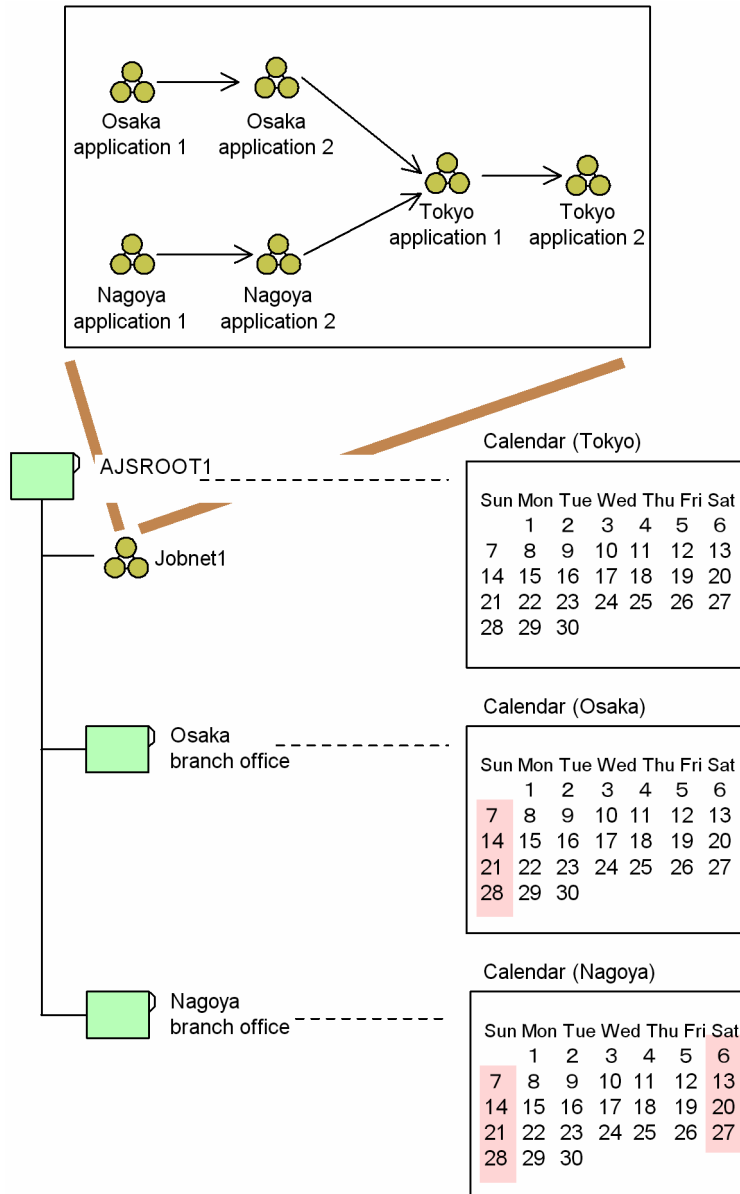 Osaka
application 1
Osaka
application 2
Tokyo
application 1
Tokyo
application 2
Nagoya
application 1
Nagoya
application 2
AJSROOT1
Jobnet1
Calendar (Tokyo)
Sun Mon Tue Wed Thu Fri Sat
1 2 3 4 5 6
7 8 9 10 11 12 13
14 15 16 17 18 19 20
21 22 23 24 25 26 27
28 29 30
Osaka
branch office
Calendar (Osaka)
Sun Mon Tue Wed Thu Fri Sat
1 2 3 4 5 6
7 8 9 10 11 12 13
14 15 16 17 18 19 20
21 22 23 24 25 26 27
28 29 30
Nagoya
branch office
Calendar (Nagoya)
Sun Mon Tue Wed Thu Fri Sat
1 2 3 4 5 6
7 8 9 10 11 12 13
14 15 16 17 18 19 20
21 22 23 24 25 26 27
28 29 30